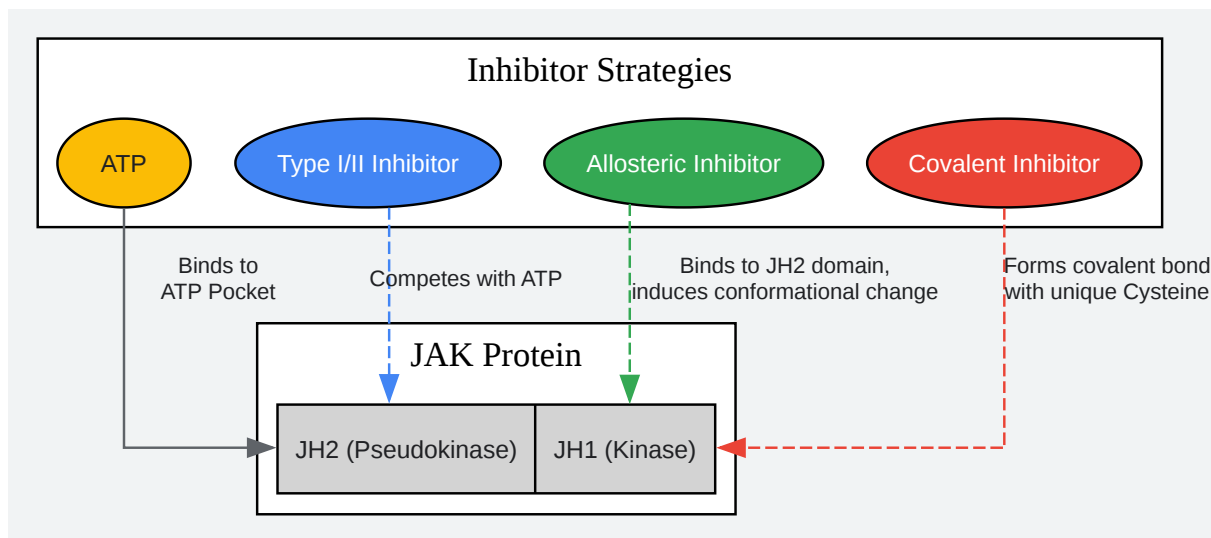 Inhibitor Strategies
ATP
Type I/II Inhibitor
Allosteric Inhibitor
Covalent Inhibitor
Binds to
ATP Pocket
Competes with ATP
Binds to JH2 domain,
induces conformational change
Forms covalent bond
with unique Cysteine
JAK Protein
JH2 (Pseudokinase)
JH1 (Kinase)